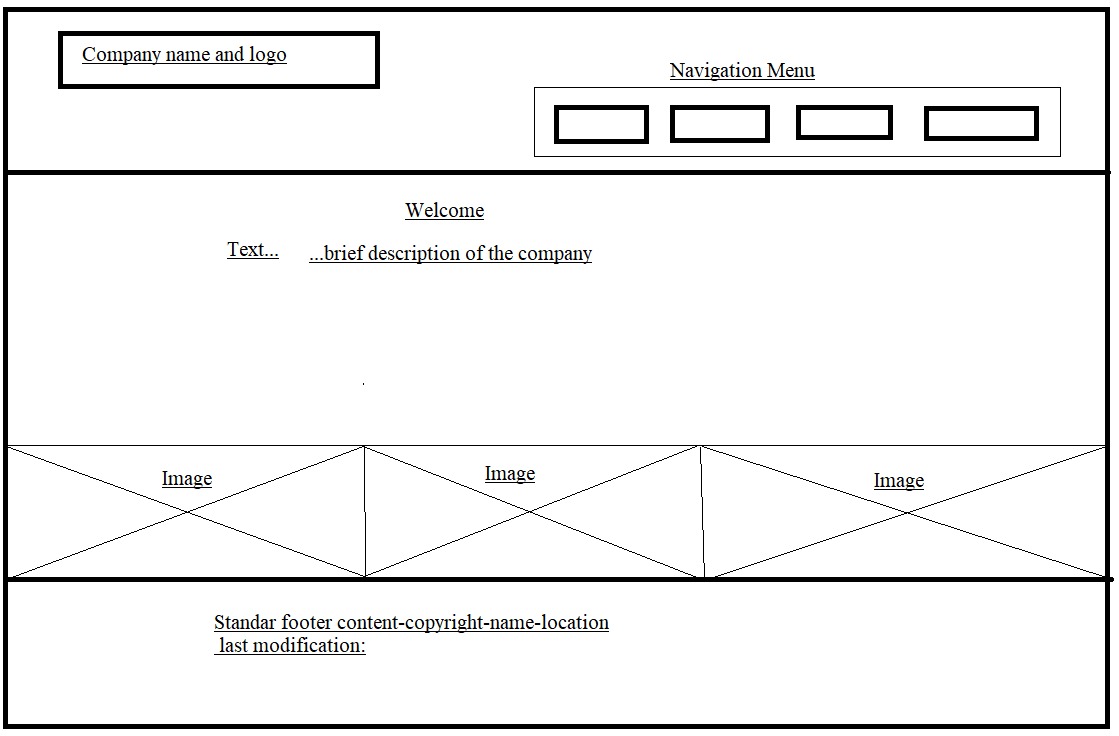 Company name and logo
Navigation Menu
Welcome
Text... ...brief description of the company
Image Image Image
Standar footer content-copyright-name-location
last modification: